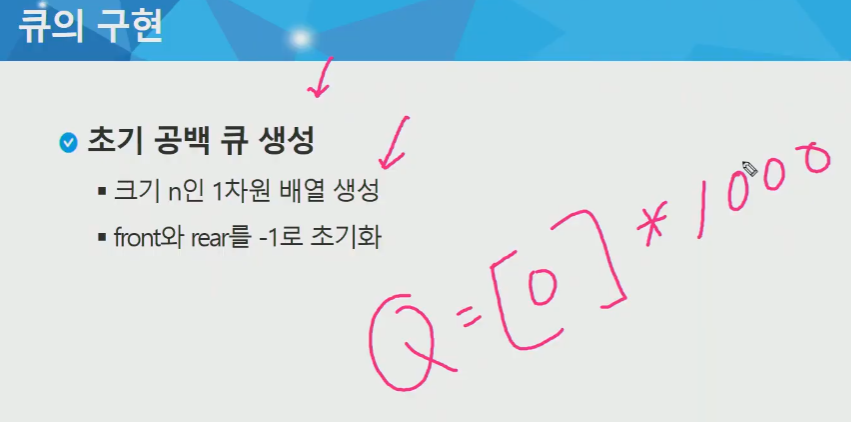 큐의 구현
초기 공백 큐 생성
크기 n인 1차원 배열 생성
front와 rear를 -1로 초기화
Q = [0] * 1000